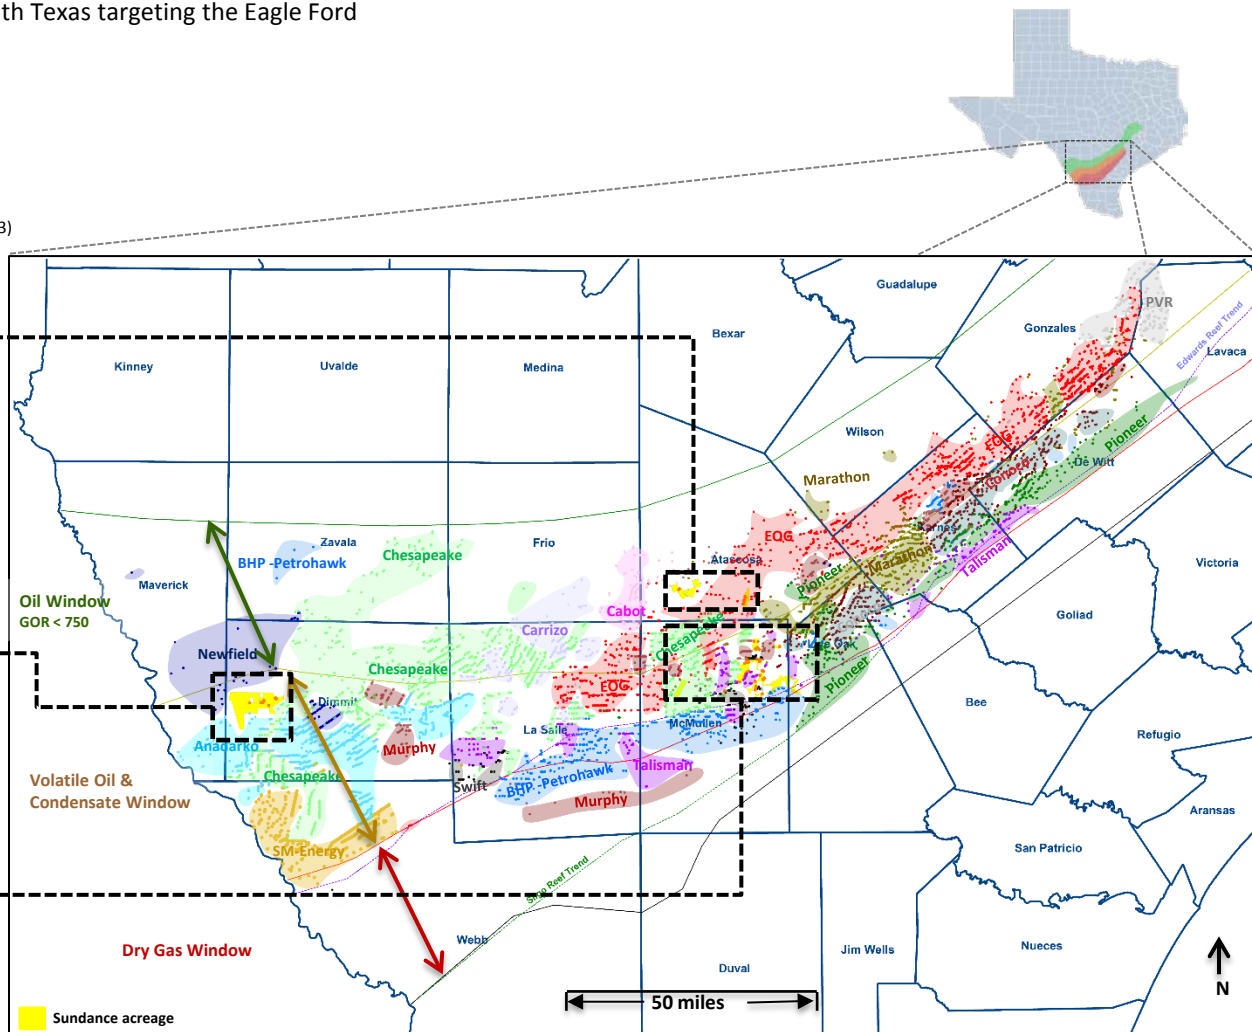 th Texas targeting the Eagle Ford
3)
Guadalupe
PVR
Gonzales
Edwards Reef Trend
Lavaca
Bexar
Kinney
Uvalde
Medina
Wilson
EOG
Pioneer
De Witt
Conoco
Marathon
Karnes
EOG
Zavala
Frio
Atascosa
Chesapeake
BHP -Petrohawk
Marathon
Talisman
Victoria
Maverick
Pioneer
Oil Window
GOR < 750
Cabot
Goliad
Carrizo
Chesapeake
Live Oak
Newfield
Chesapeake
Pioneer
EOG
Dimmit
Bee
La Salle
McMullen
Refugio
Anadarko
Murphy
Talisman
Chesapeake
Swift
BHP -Petrohawk
Volatile Oil &
Condensate Window
Murphy
Aransas
SM-Energy
San Patricio
Sligo Reef Trend
Webb
Dry Gas Window
Jim Wells
Nueces
Duval
N
50 miles
Sundance acreage